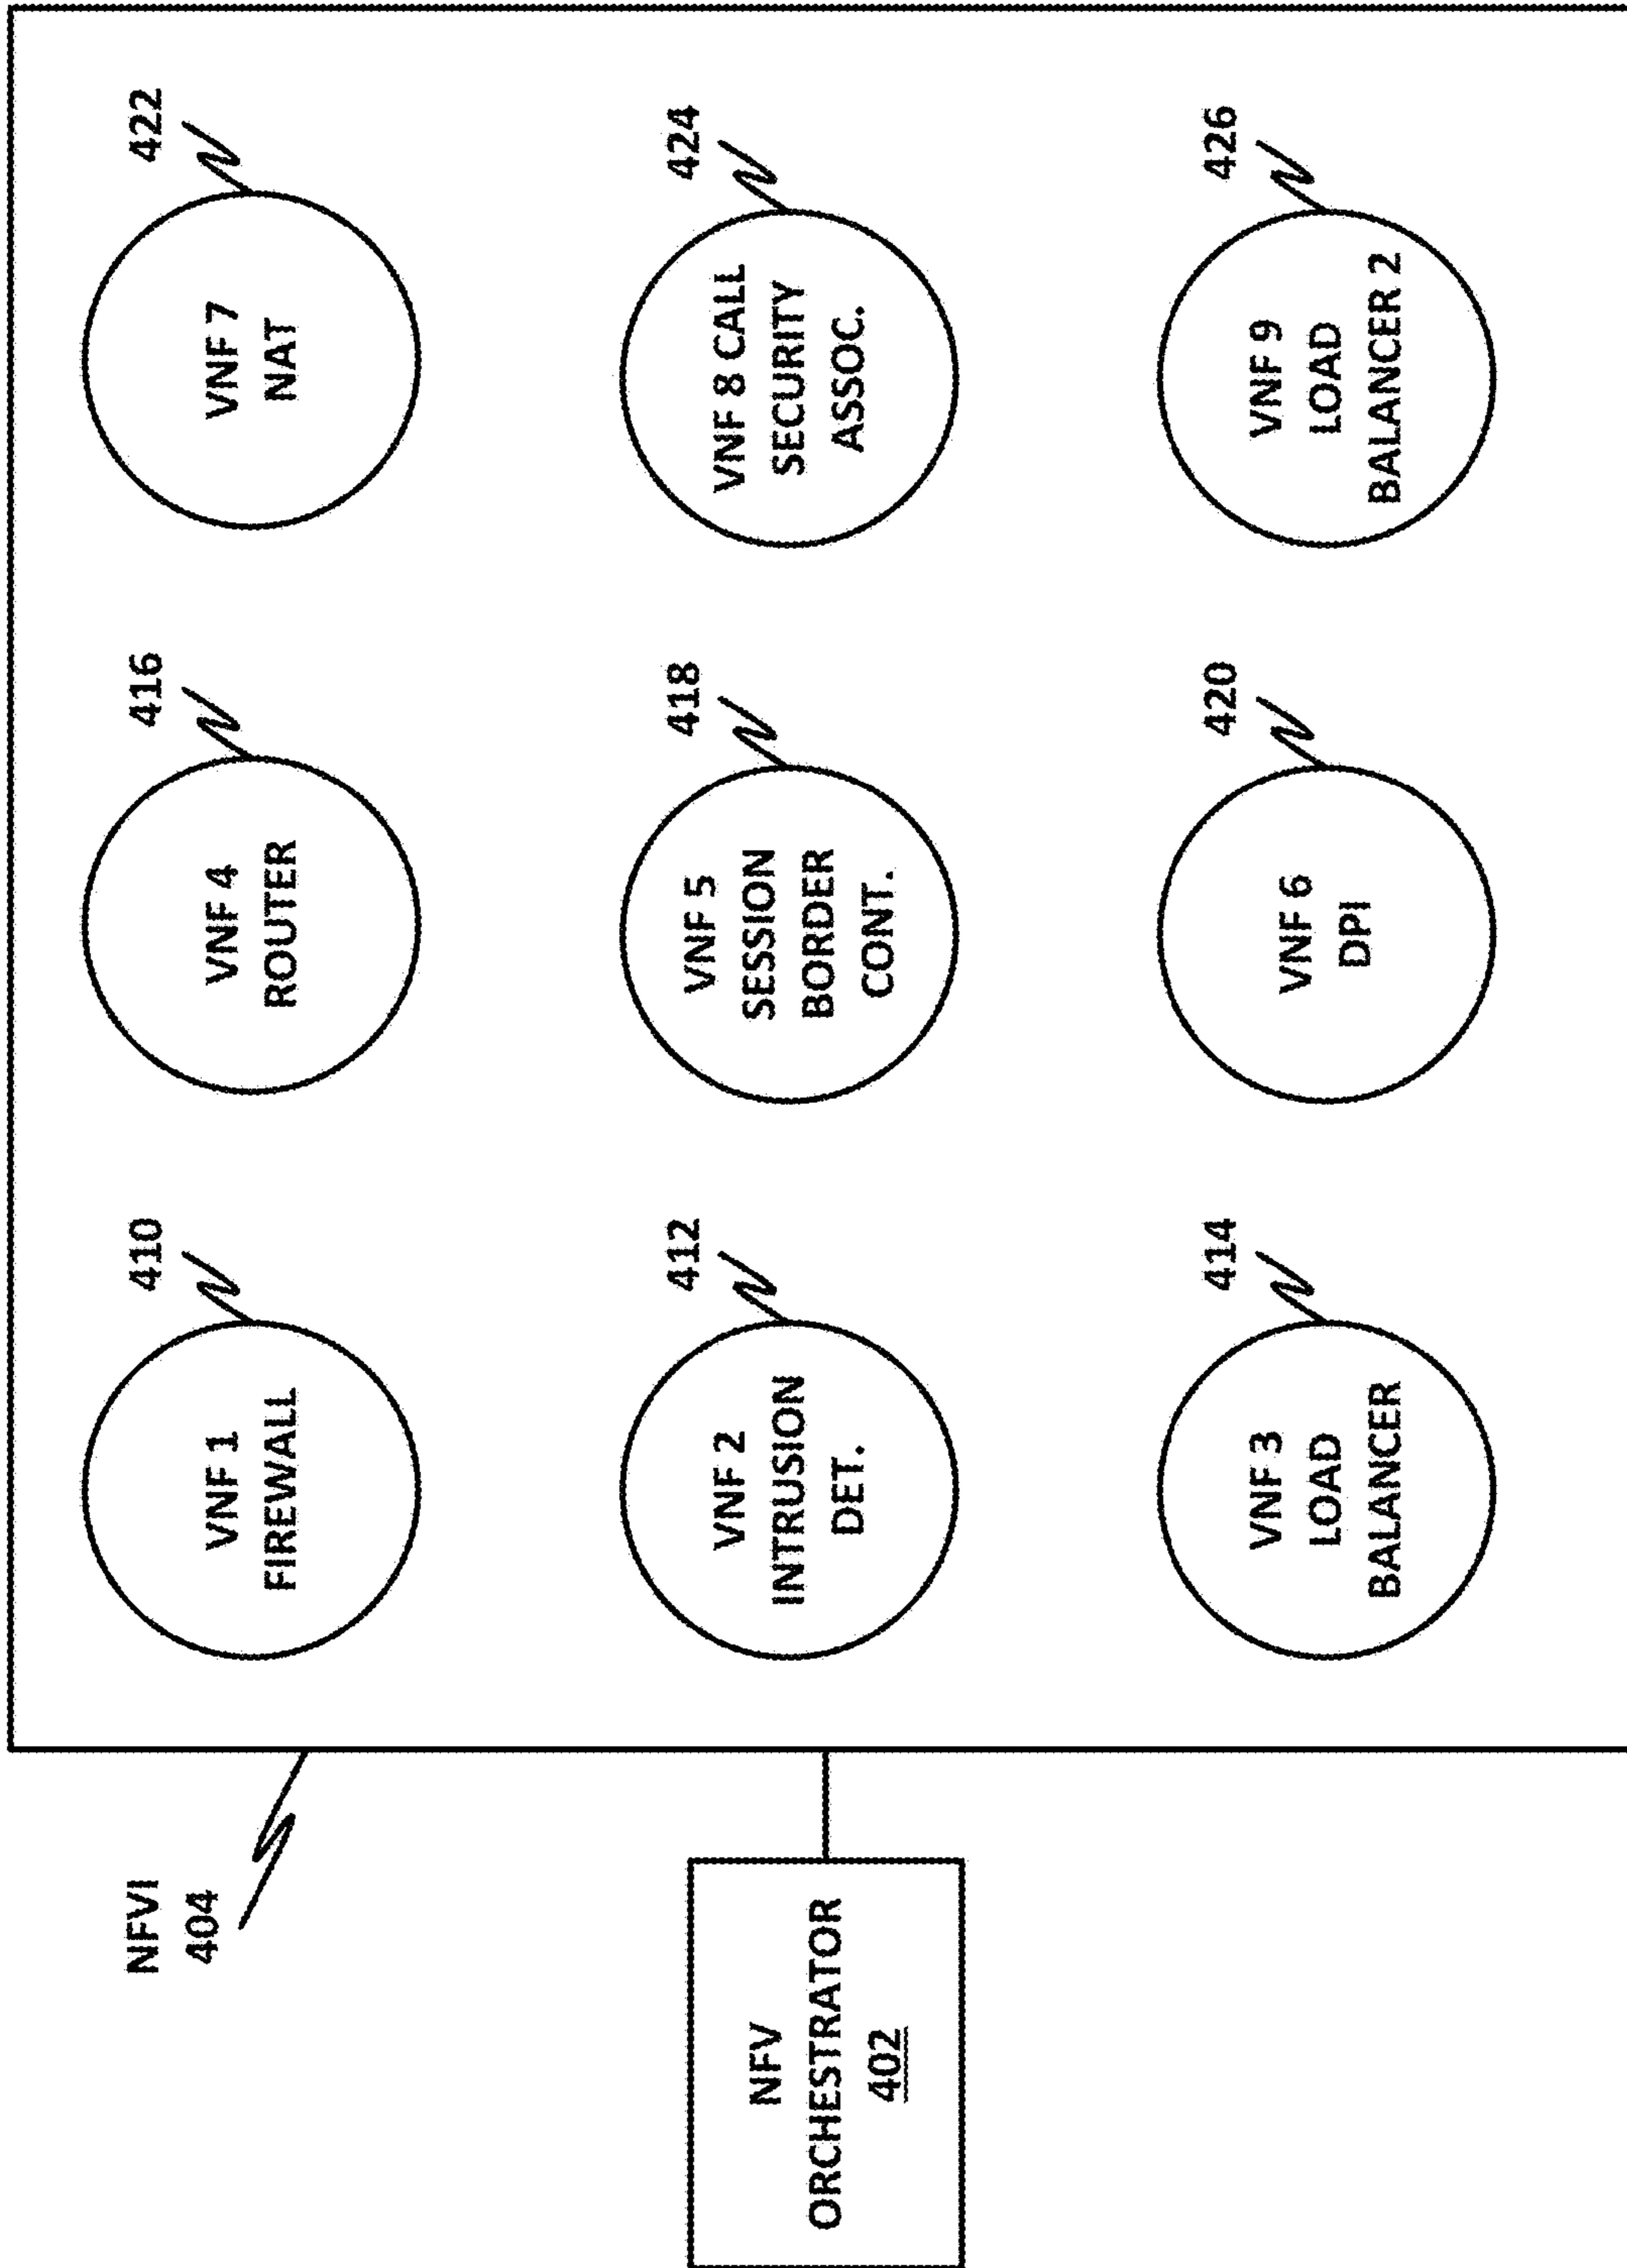 NFVI
404
NFV
ORCHESTRATOR
402
410
VNF 1
FIREWALL
416
VNF 4
ROUTER
422
VNF 7
NAT
412
VNF 2
INTRUSION
DET.
418
VNF 5
SESSION
BORDER
CONT.
424
VNF 8 CALL
SECURITY
ASSOC.
414
VNF 3
LOAD
BALANCER
420
VNF 6
DPI
426
VNF 9
LOAD
BALANCER 2